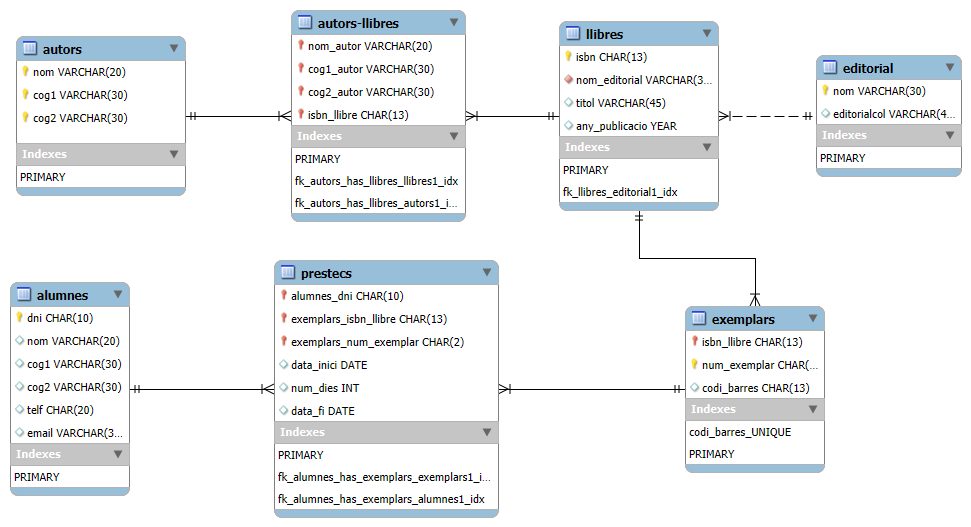 autors
nom VARCHAR(20)
cog1 VARCHAR(30)
cog2 VARCHAR(30)
Indexes
PRIMARY
autors-llibres
nom_autor VARCHAR(20)
cog1_autor VARCHAR(30)
cog2_autor VARCHAR(30)
isbn_llibre CHAR(13)
Indexes
PRIMARY
fk_autors_has_llibres_llibres1_idx
fk_autors_has_llibres_autors1_i...
llibres
isbn CHAR(13)
nom_editorial VARCHAR(3...
titol VARCHAR(45)
any_publicacio YEAR
Indexes
PRIMARY
fk_llibres_editorial1_idx
editorial
nom VARCHAR(30)
editorialcol VARCHAR(4...
Indexes
PRIMARY
alumnes
dni CHAR(10)
nom VARCHAR(20)
cog1 VARCHAR(30)
cog2 VARCHAR(30)
telf CHAR(20)
email VARCHAR(3...
Indexes
PRIMARY
prestecs
alumnes_dni CHAR(10)
exemplars_isbn_llibre CHAR(13)
exemplars_num_exemplar CHAR(2)
data_inici DATE
num_dies INT
data_fi DATE
Indexes
PRIMARY
fk_alumnes_has_exemplars_exemplars1_i...
fk_alumnes_has_exemplars_alumnes1_idx
exemplars
isbn_llibre CHAR(13)
num_exemplar CHAR(...
codi_barres CHAR(13)
Indexes
codi_barres_UNIQUE
PRIMARY